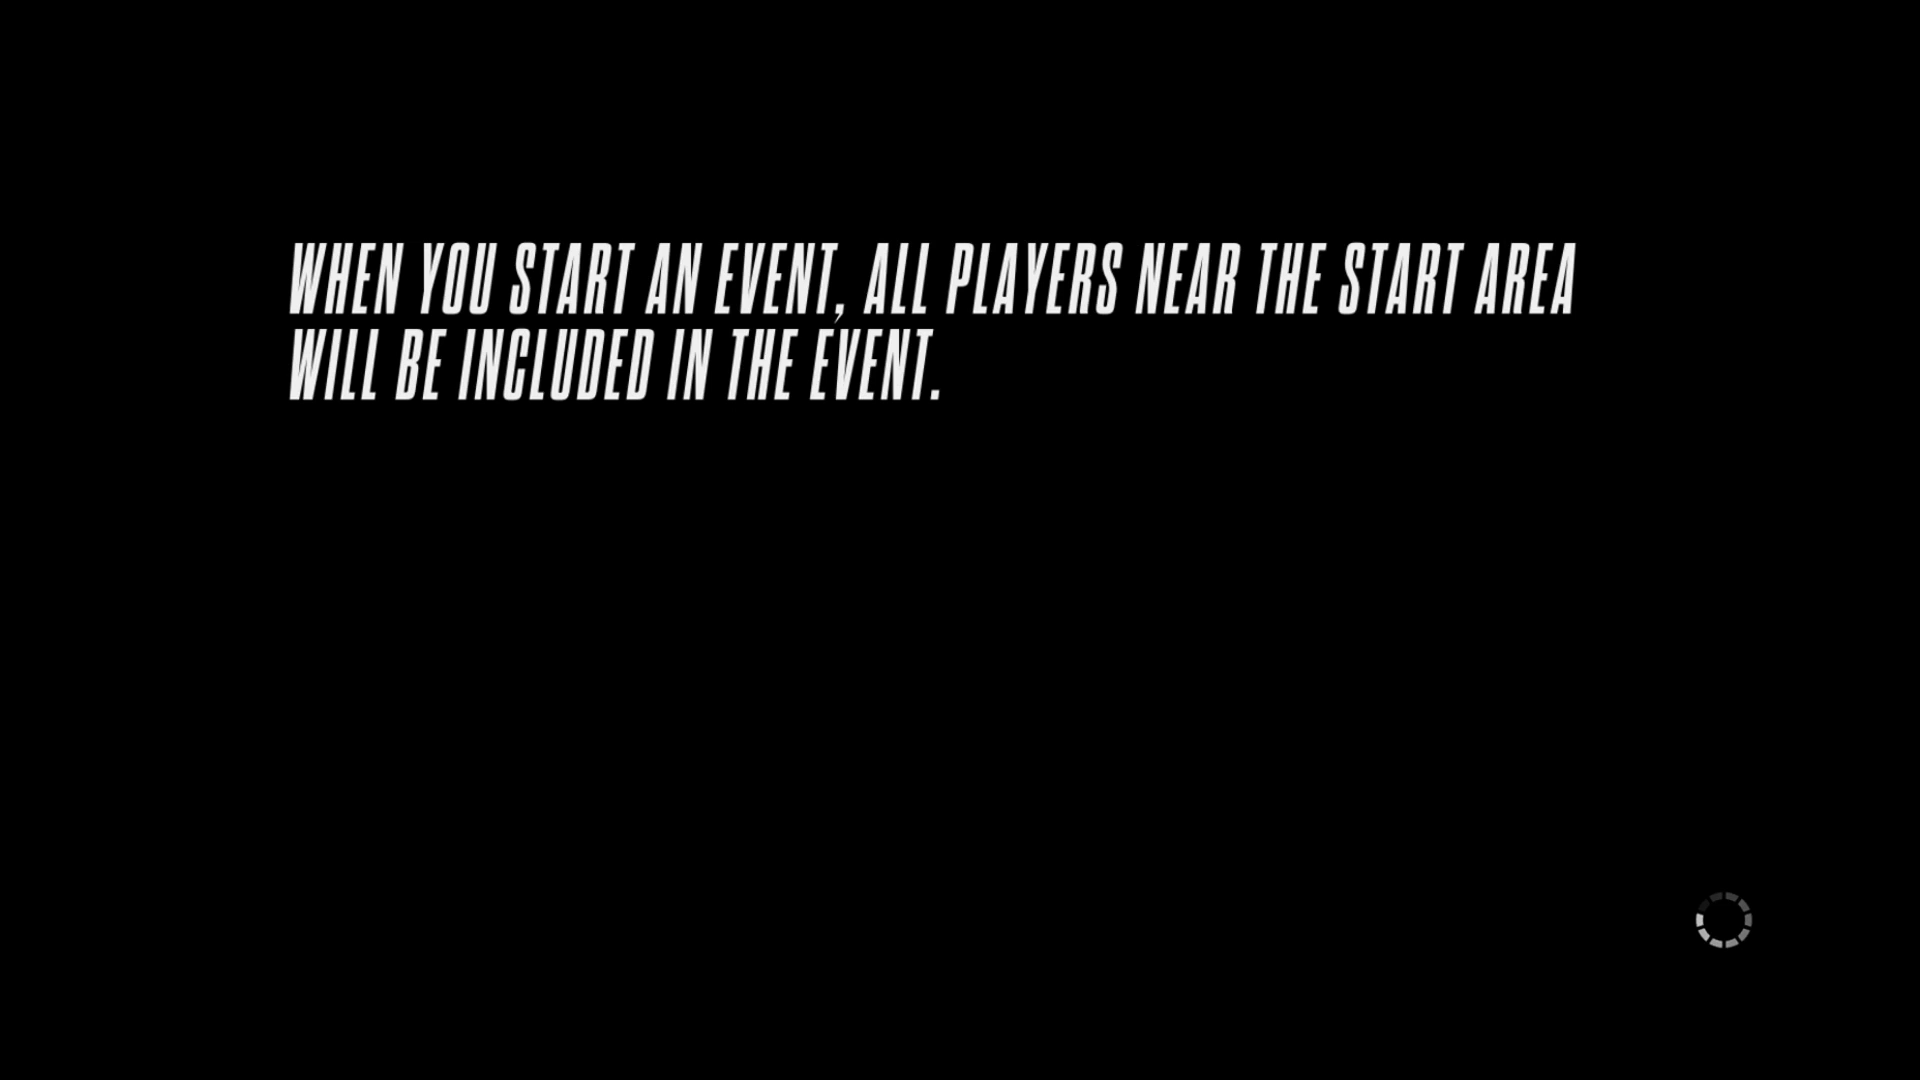 WHEN YOU START AN EVENT, ALL PLAYERS NEAR THE START AREA
WILL BE INCLUDED IN THE EVENT.